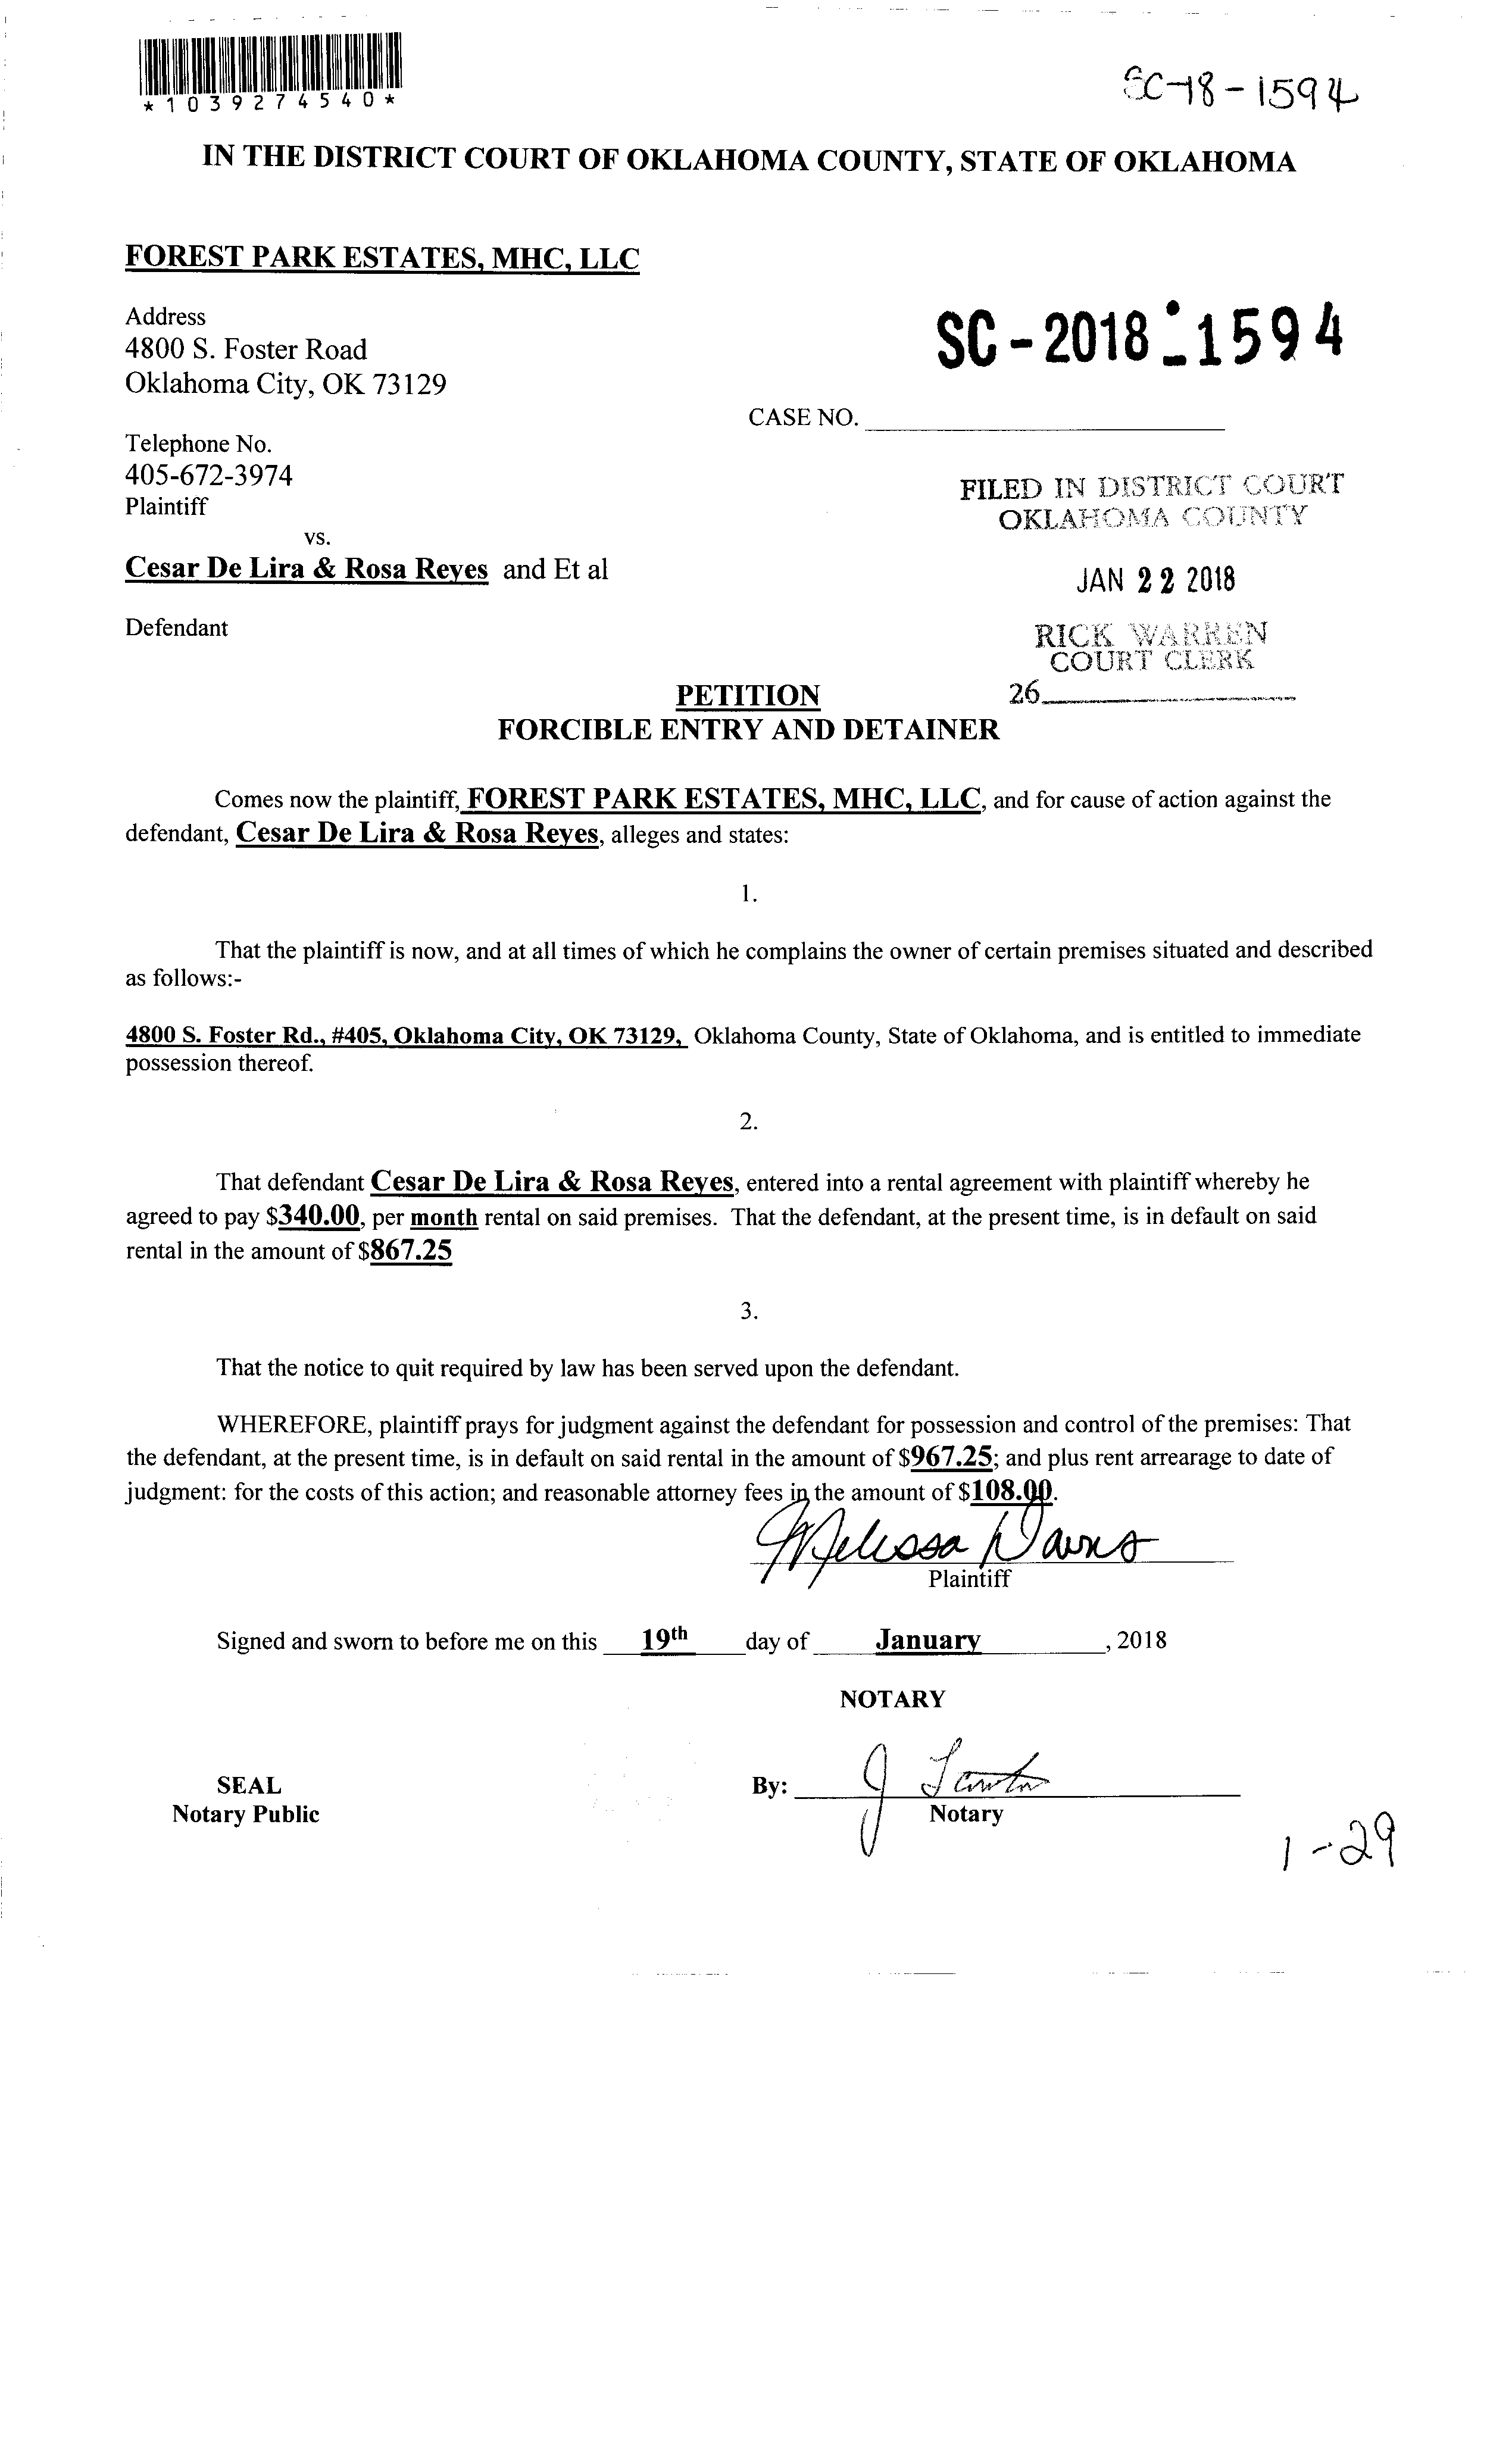 *1039274540*
SC-18-1594
IN THE DISTRICT COURT OF OKLAHOMA COUNTY, STATE OF OKLAHOMA
FOREST PARK ESTATES, MHC, LLC
Address
4800 S. Foster Road
Oklahoma City, OK 73129
SC-2018-1594
CASE NO.
Telephone No.
405-672-3974
Plaintiff
FILED IN DISTRICT COURT
OKLAHOMA COUNTY
vs.
Cesar De Lira & Rosa Reyes and Et al
JAN 22 2018
Defendant
RICK WARREN
COURT CLERK
26
PETITION
FORCIBLE ENTRY AND DETAINER
Comes now the plaintiff, FOREST PARK ESTATES, MHC, LLC, and for cause of action against the
defendant, Cesar De Lira & Rosa Reyes, alleges and states:
1.
That the plaintiff is now, and at all times of which he complains the owner of certain premises situated and described
as follows:-
4800 S. Foster Rd., #405, Oklahoma City, OK 73129, Oklahoma County, State of Oklahoma, and is entitled to immediate
possession thereof.
2.
That defendant Cesar De Lira & Rosa Reyes, entered into a rental agreement with plaintiff whereby he
agreed to pay $340.00, per month rental on said premises. That the defendant, at the present time, is in default on said
rental in the amount of $867.25
3.
That the notice to quit required by law has been served upon the defendant.
WHEREFORE, plaintiff prays for judgment against the defendant for possession and control of the premises: That
the defendant, at the present time, is in default on said rental in the amount of $967.25; and plus rent arrearage to date of
judgment: for the costs of this action; and reasonable attorney fees in the amount of $108.00.
Melissa
Plaintiff
Signed and sworn to before me on this 19th day of January, 2018
NOTARY
SEAL
By: J
Notary Public
Notary
1-29